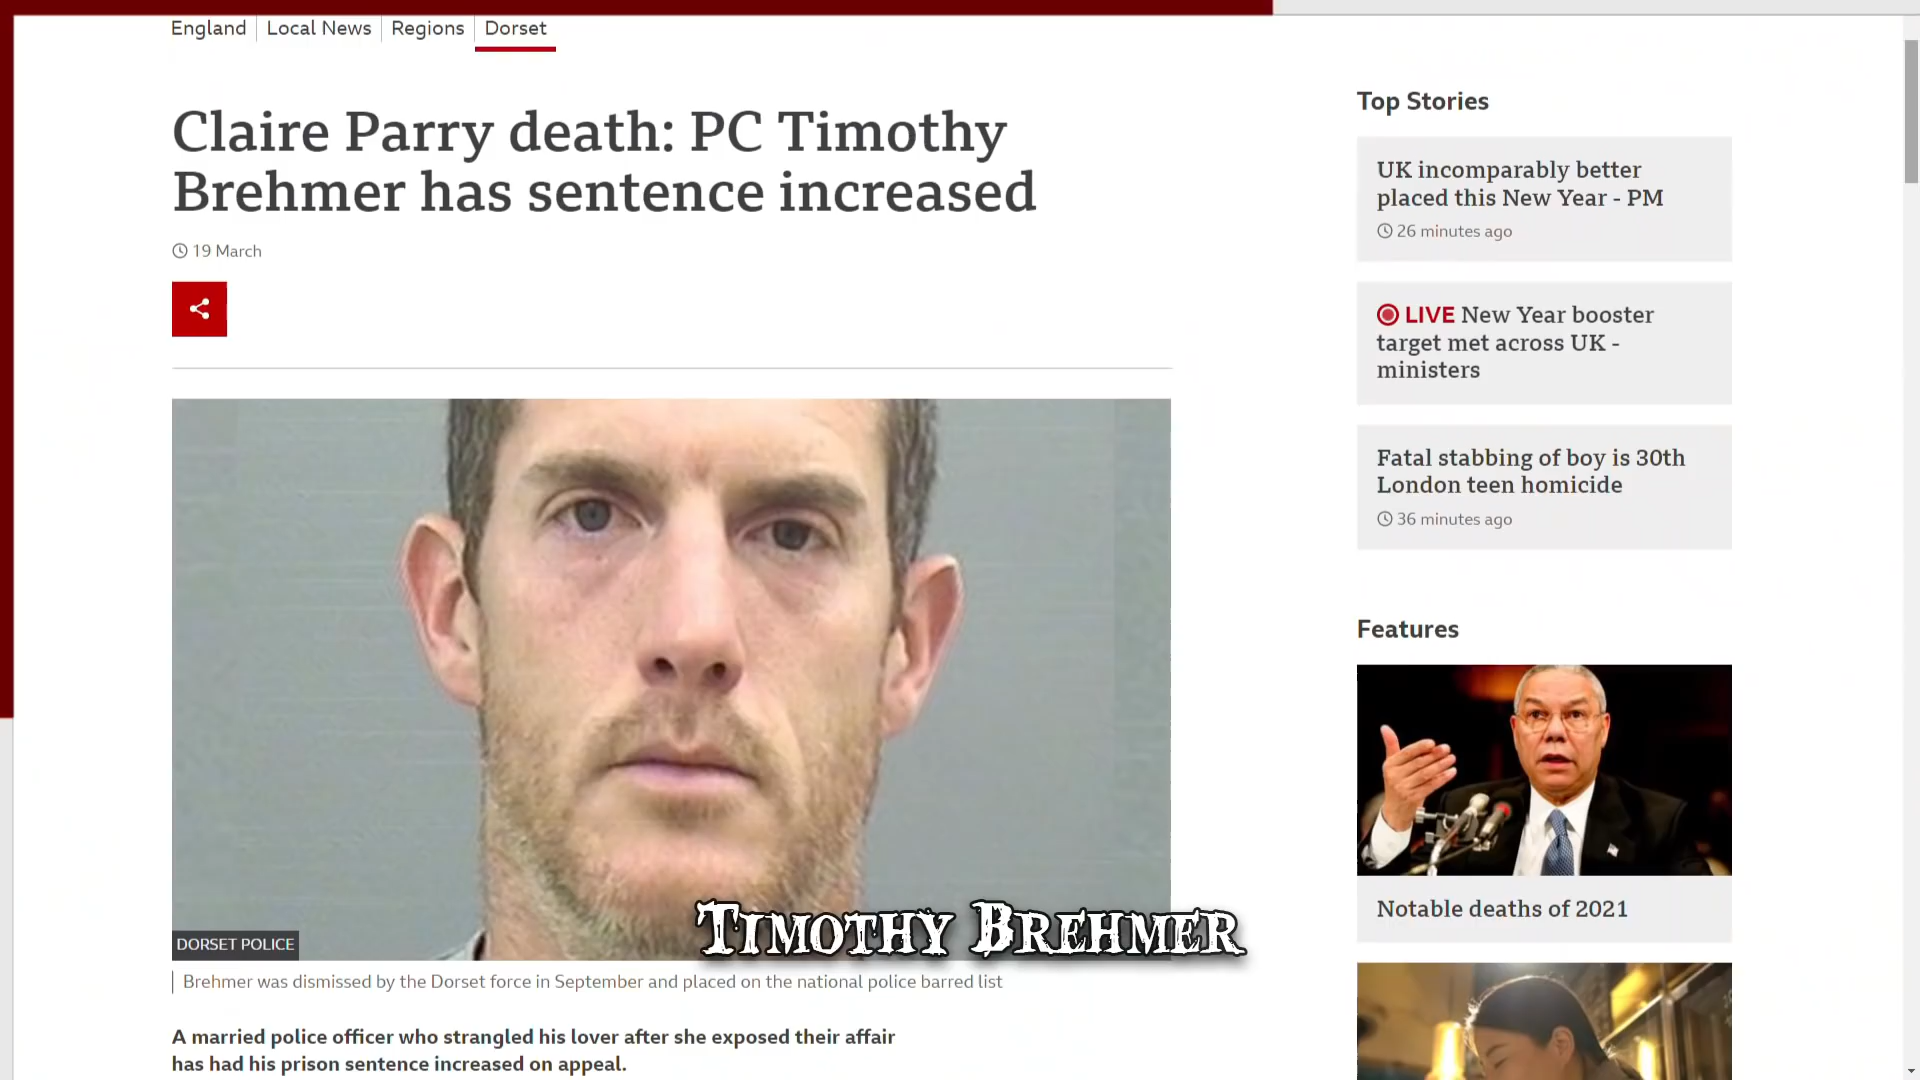 England
Local News
Regions
Dorset
Claire Parry death: PC Timothy
Brehmer has sentence increased
19 March
DORSET POLICE
Timothy Brehmer
Brehmer was dismissed by the Dorset force in September and placed on the national police barred list
A married police officer who strangled his lover after she exposed their affair
has had his prison sentence increased on appeal.
Top Stories
UK incomparably better
placed this New Year - PM
26 minutes ago
LIVE New Year booster
target met across UK -
ministers
Fatal stabbing of boy is 30th
London teen homicide
36 minutes ago
Features
Notable deaths of 2021